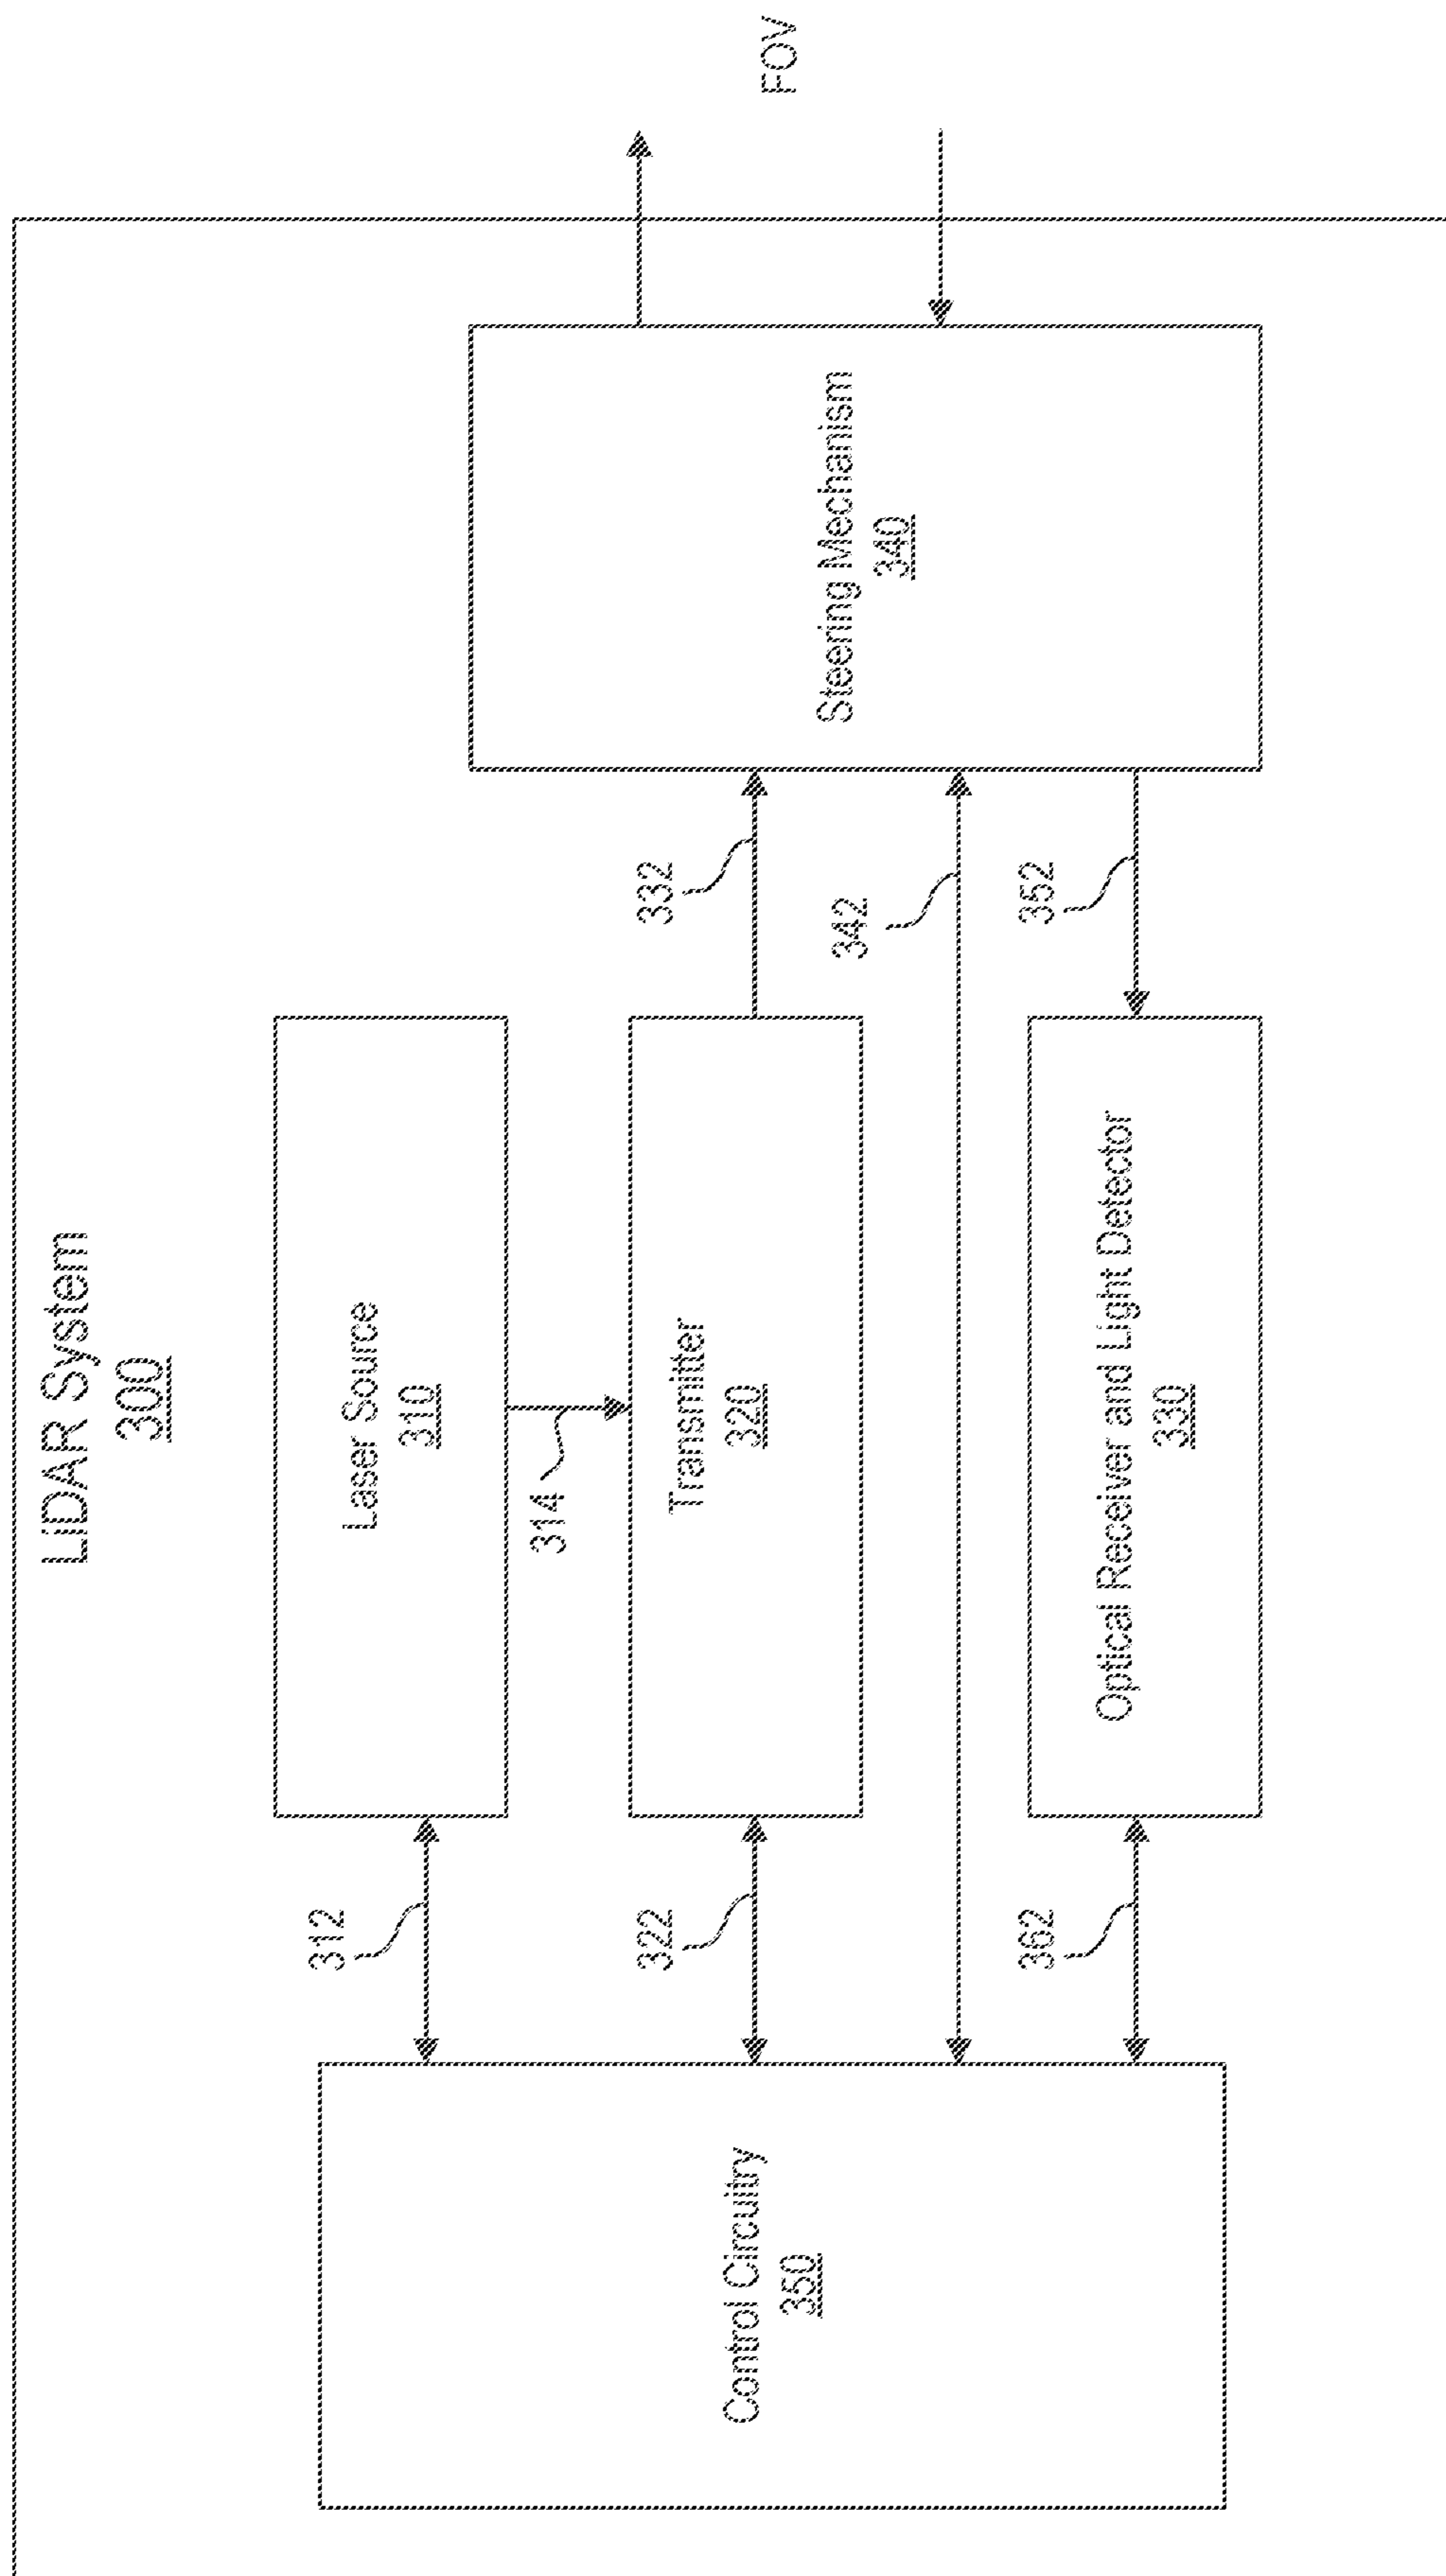 LiDAR System
300
Laser Source
310
312
314
Transmitter
320
322
332
FOV
Control Circuitry
350
Steering Mechanism
340
342
Optical Receiver and Light Detector
330
352
362